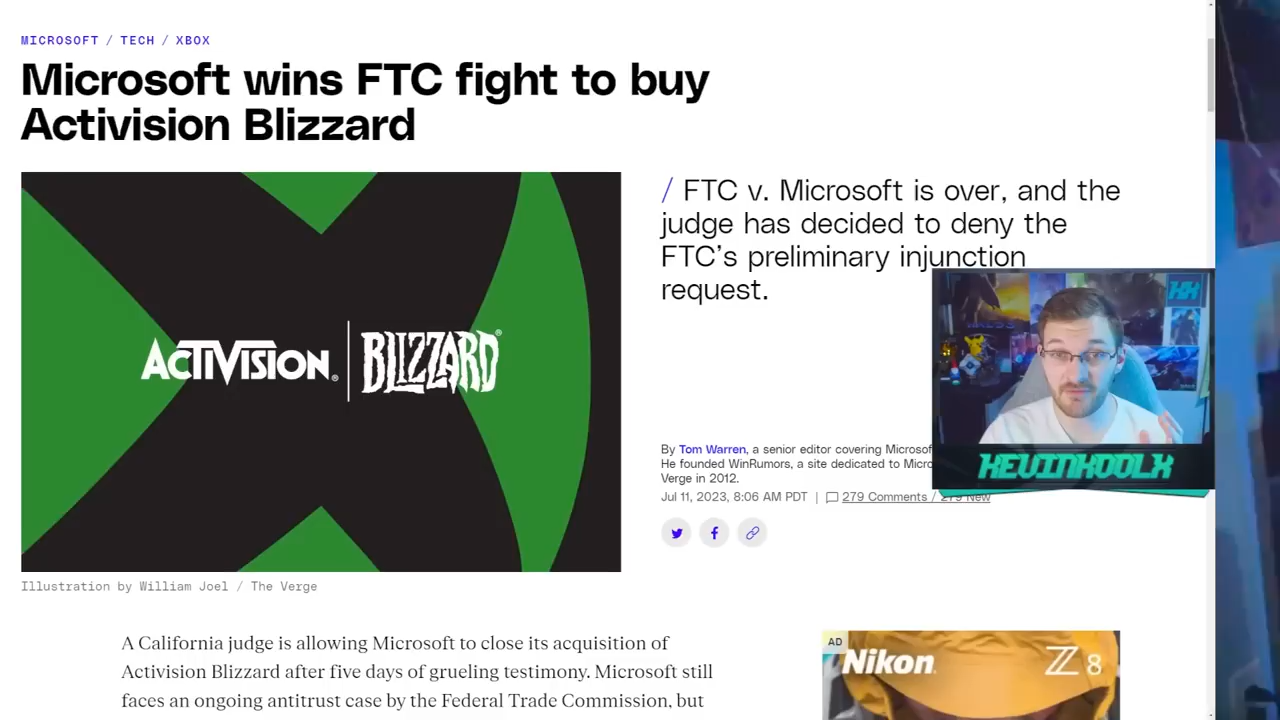 MICROSOFT / TECH / XBOX
Microsoft wins FTC fight to buy
Activision Blizzard
/ FTC v. Microsoft is over, and the
judge has decided to deny the
FTC’s preliminary injunction
request.
ACTIVISION® | BLIZZARD®
KK
KEVINKOOLX
By Tom Warren, a senior editor covering Microsof
He founded WinRumors, a site dedicated to Micro
Verge in 2012.
Jul 11, 2023, 8:06 AM PDT | 279 Comments / 279 New
Illustration by William Joel / The Verge
A California judge is allowing Microsoft to close its acquisition of
Activision Blizzard after five days of grueling testimony. Microsoft still
faces an ongoing antitrust case by the Federal Trade Commission, but
AD
Nikon
Z 8